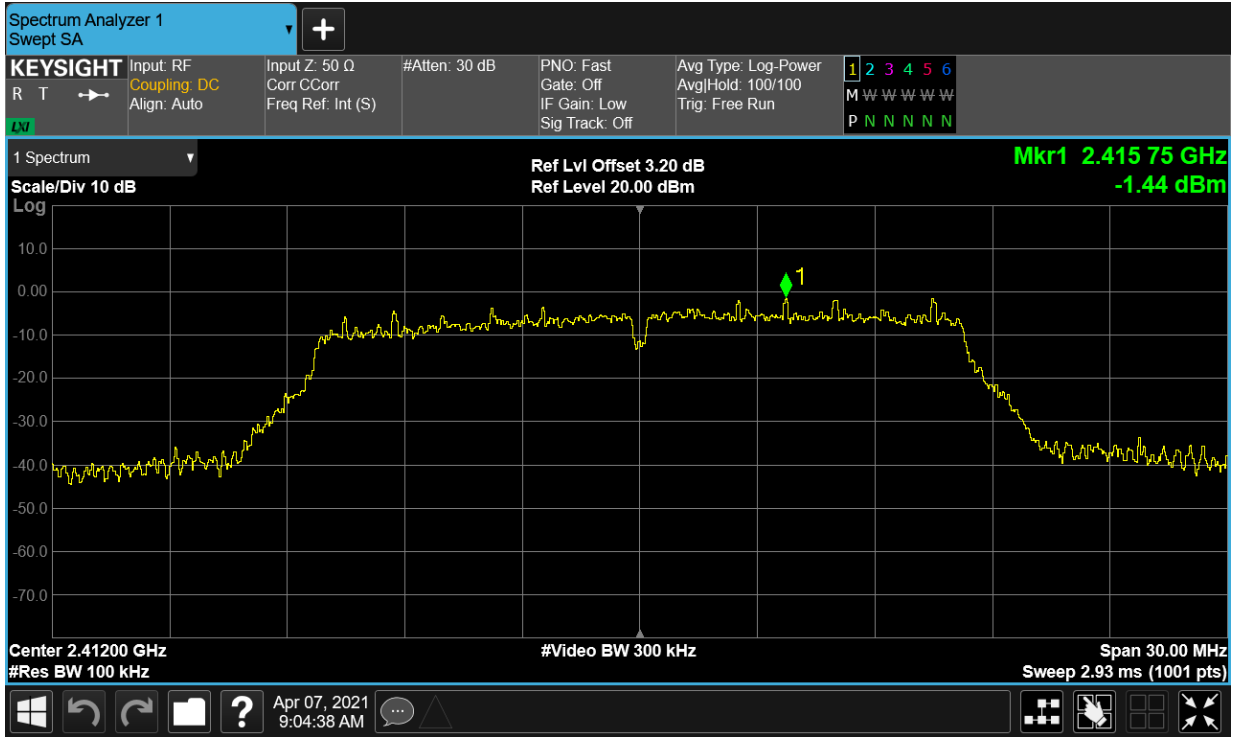 Spectrum Analyzer 1
Swept SA
+
KEYSIGHT
R T
LXI
Input: RF
Coupling: DC
Align: Auto
Input Z: 50 Ω
Corr CCorr
Freq Ref: Int (S)
#Atten: 30 dB
PNO: Fast
Gate: Off
IF Gain: Low
Sig Track: Off
Avg Type: Log-Power
Avg|Hold: 100/100
Trig: Free Run
1 2 3 4 5 6
M W W W W W W
P N N N N N N
1 Spectrum
Scale/Div 10 dB
Log
Ref Lvl Offset 3.20 dB
Ref Level 20.00 dBm
Mkr1 2.415 75 GHz
-1.44 dBm
1
10.0
0.00
-10.0
-20.0
-30.0
-40.0
-50.0
-60.0
-70.0
Center 2.41200 GHz
#Res BW 100 kHz
#Video BW 300 kHz
Span 30.00 MHz
Sweep 2.93 ms (1001 pts)
?
Apr 07, 2021
9:04:38 AM